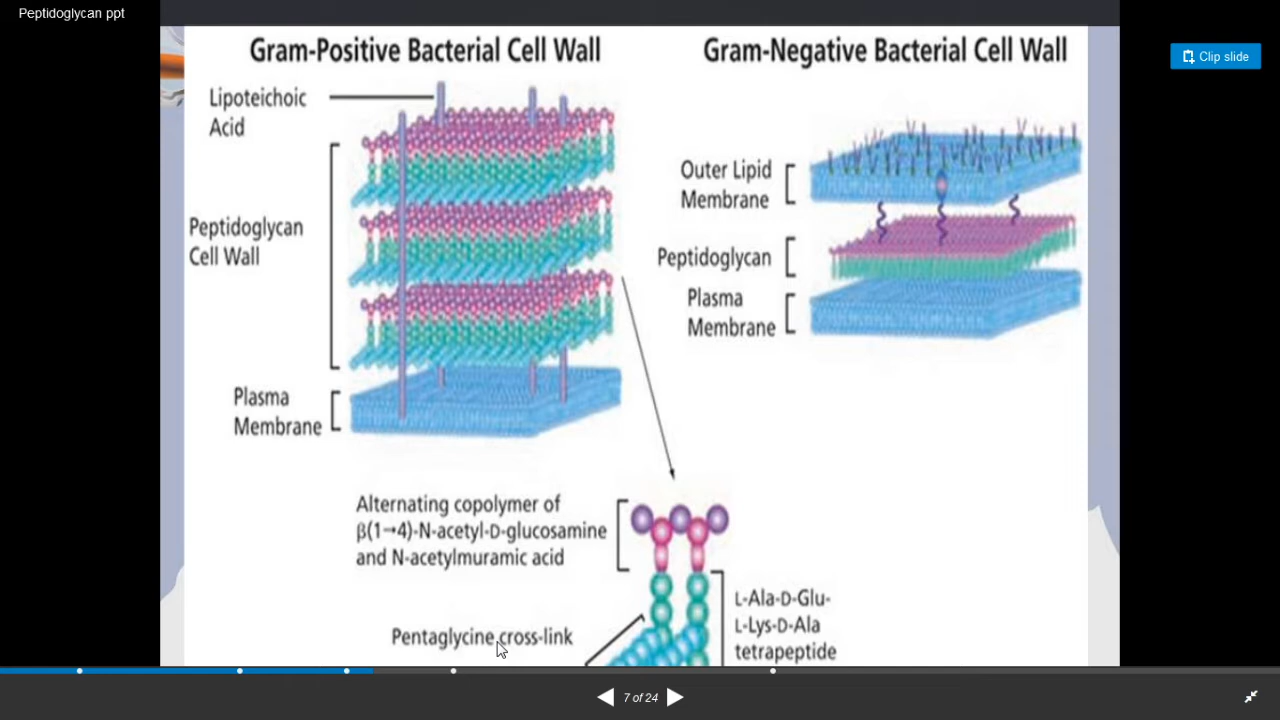 Peptidoglycan ppt
Clip slide
Gram-Positive Bacterial Cell Wall
Lipoteichoic
Acid
Peptidoglycan
Cell Wall
Plasma
Membrane
Gram-Negative Bacterial Cell Wall
Outer Lipid
Membrane
Peptidoglycan
Plasma
Membrane
Alternating copolymer of
β(1→4)-N-acetyl-D-glucosamine
and N-acetylmuramic acid
Pentaglycine cross-link
L-Ala-D-Glu-
L-Lys-D-Ala
tetrapeptide
7 of 24